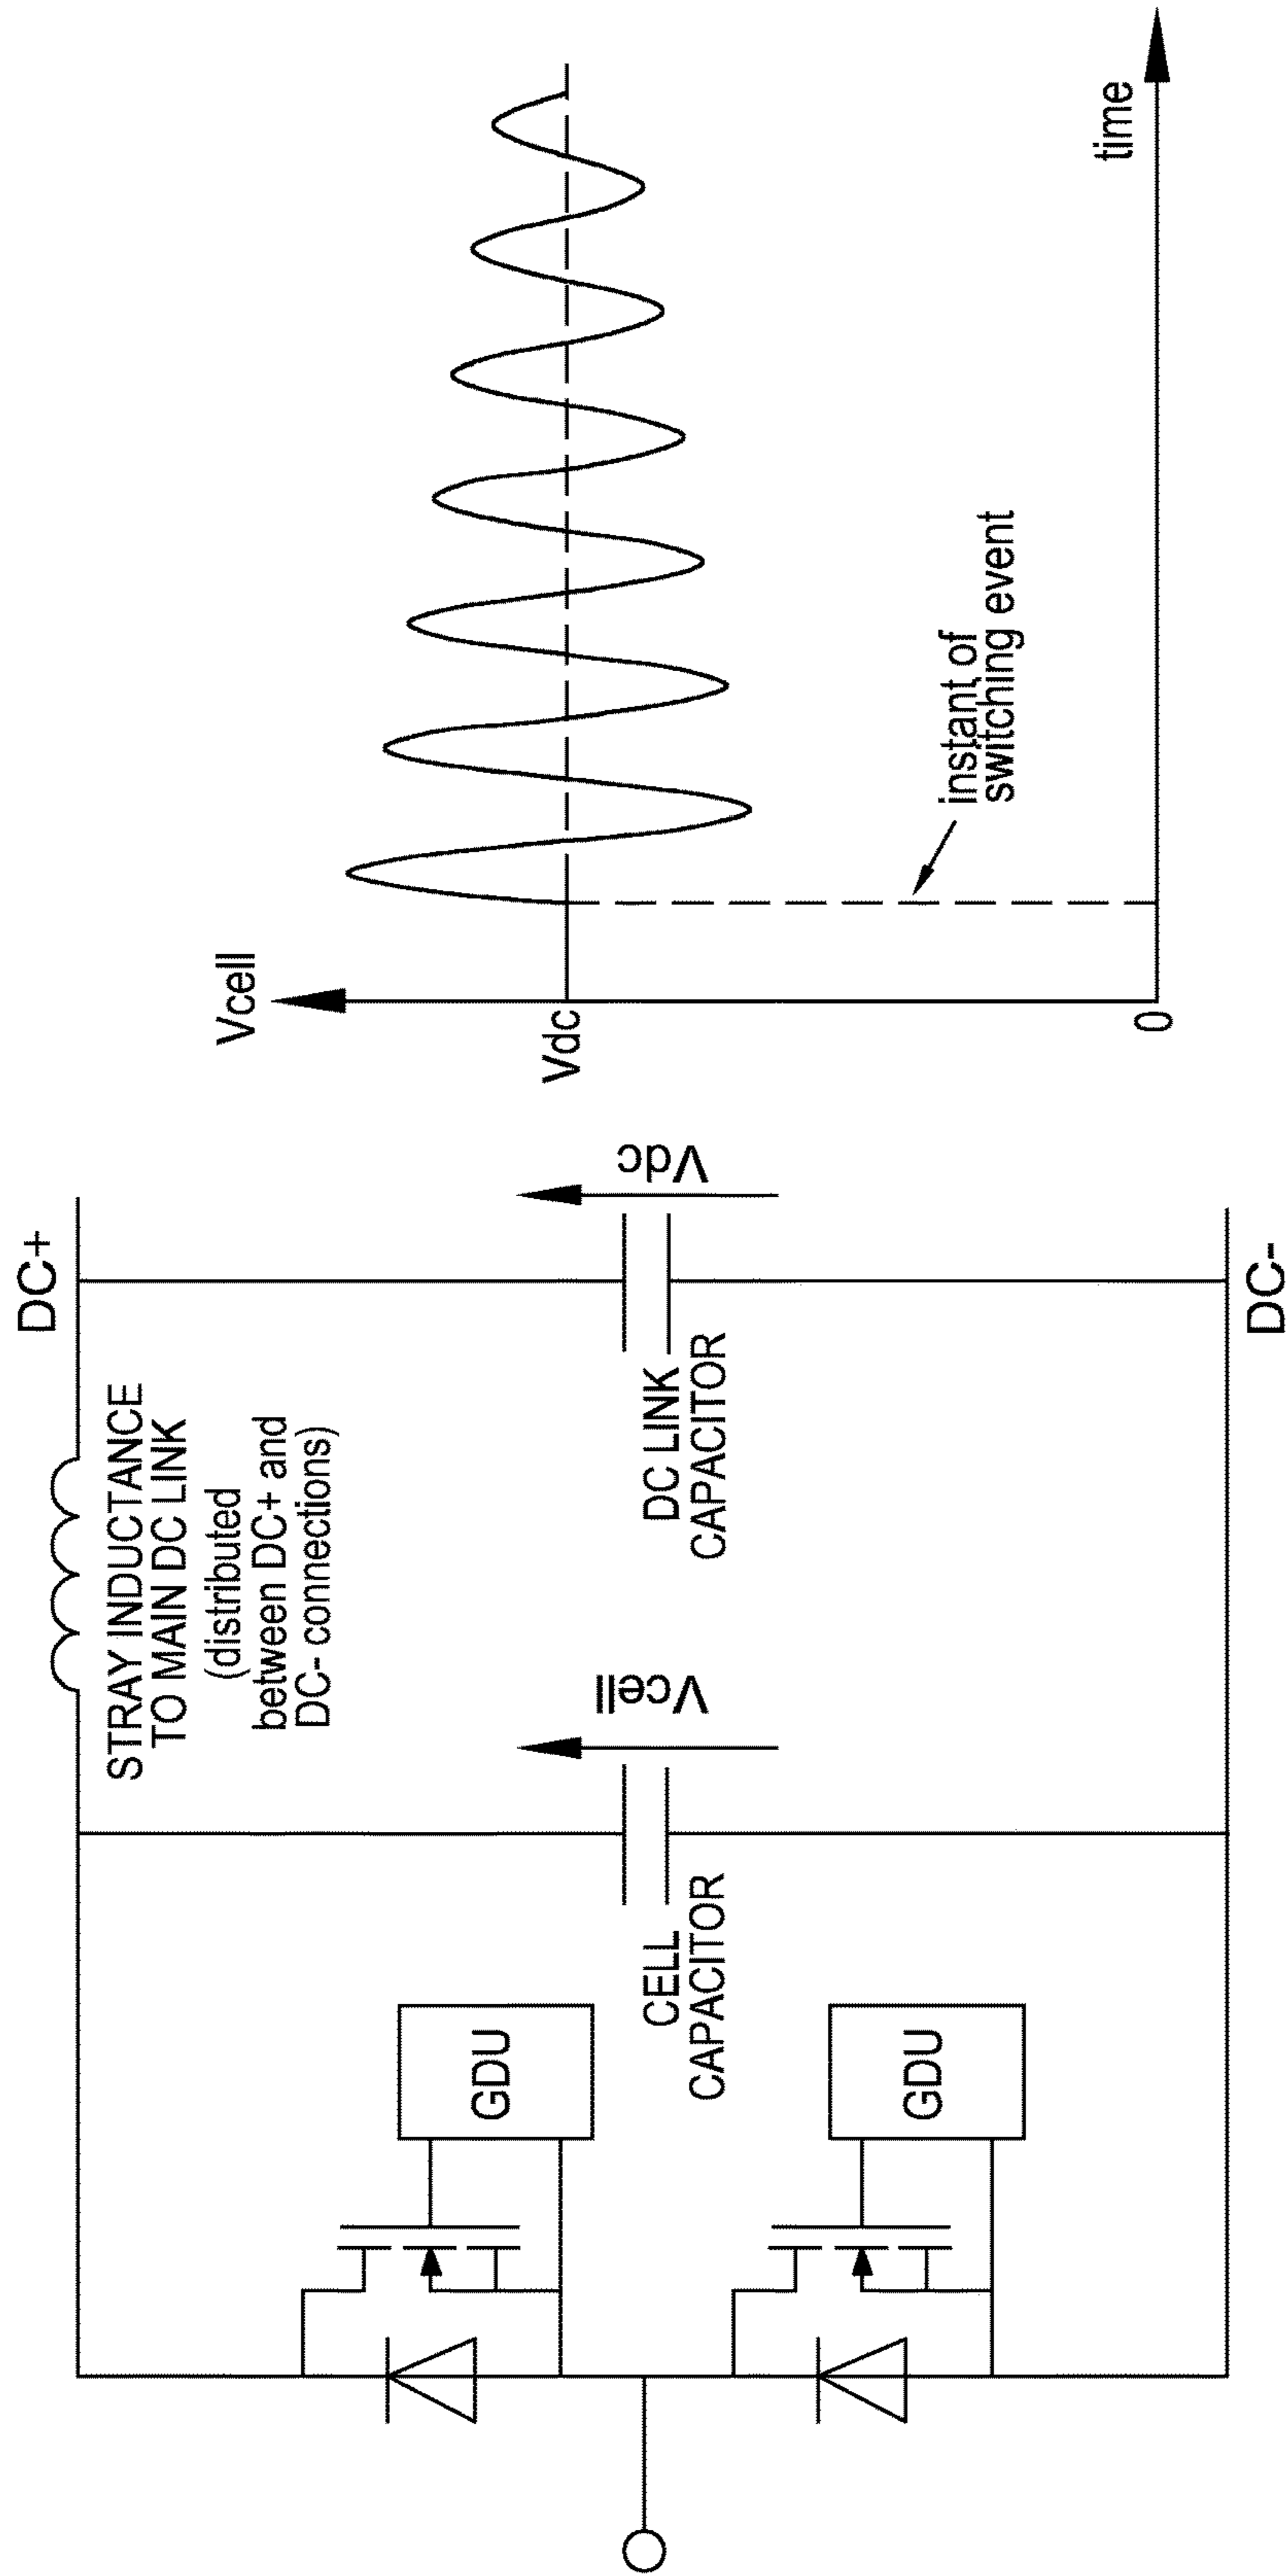 DC+
STRAY INDUCTANCE
TO MAIN DC LINK
(distributed
between DC+ and
DC- connections)
GDU
GDU
CELL
CAPACITOR
Vcell
DC LINK
CAPACITOR
Vdc
DC-
Vcell
Vdc
0
instant of
switching event
time